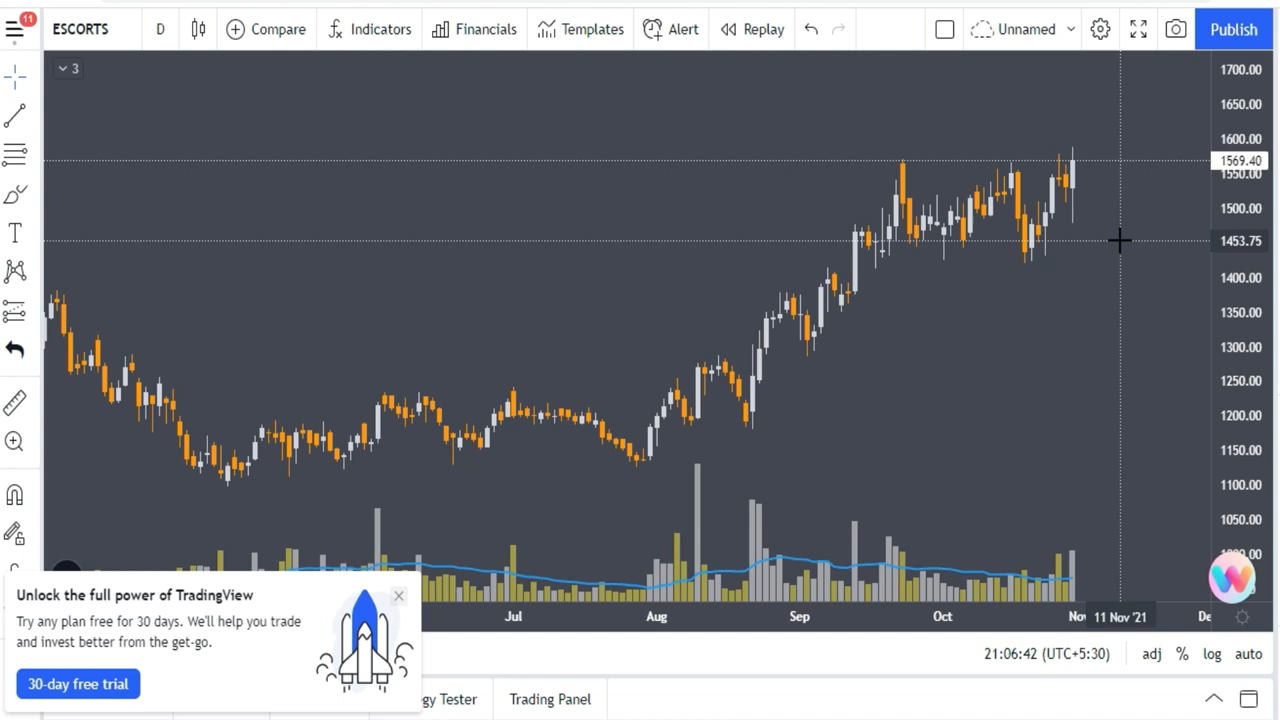 11
ESCORTS
D
Compare
Indicators
Financials
Templates
Alert
Replay
Unnamed
Publish
3
1700.00
1650.00
1600.00
1569.40
1550.00
1500.00
1453.75
1400.00
1350.00
1300.00
1250.00
1200.00
1150.00
1100.00
1050.00
Unlock the full power of TradingView
Try any plan free for 30 days. We'll help you trade
and invest better from the get-go.
30-day free trial
Jul
Aug
Sep
Oct
11 Nov '21
21:06:42 (UTC+5:30)
adj
%
log
auto
gy Tester
Trading Panel